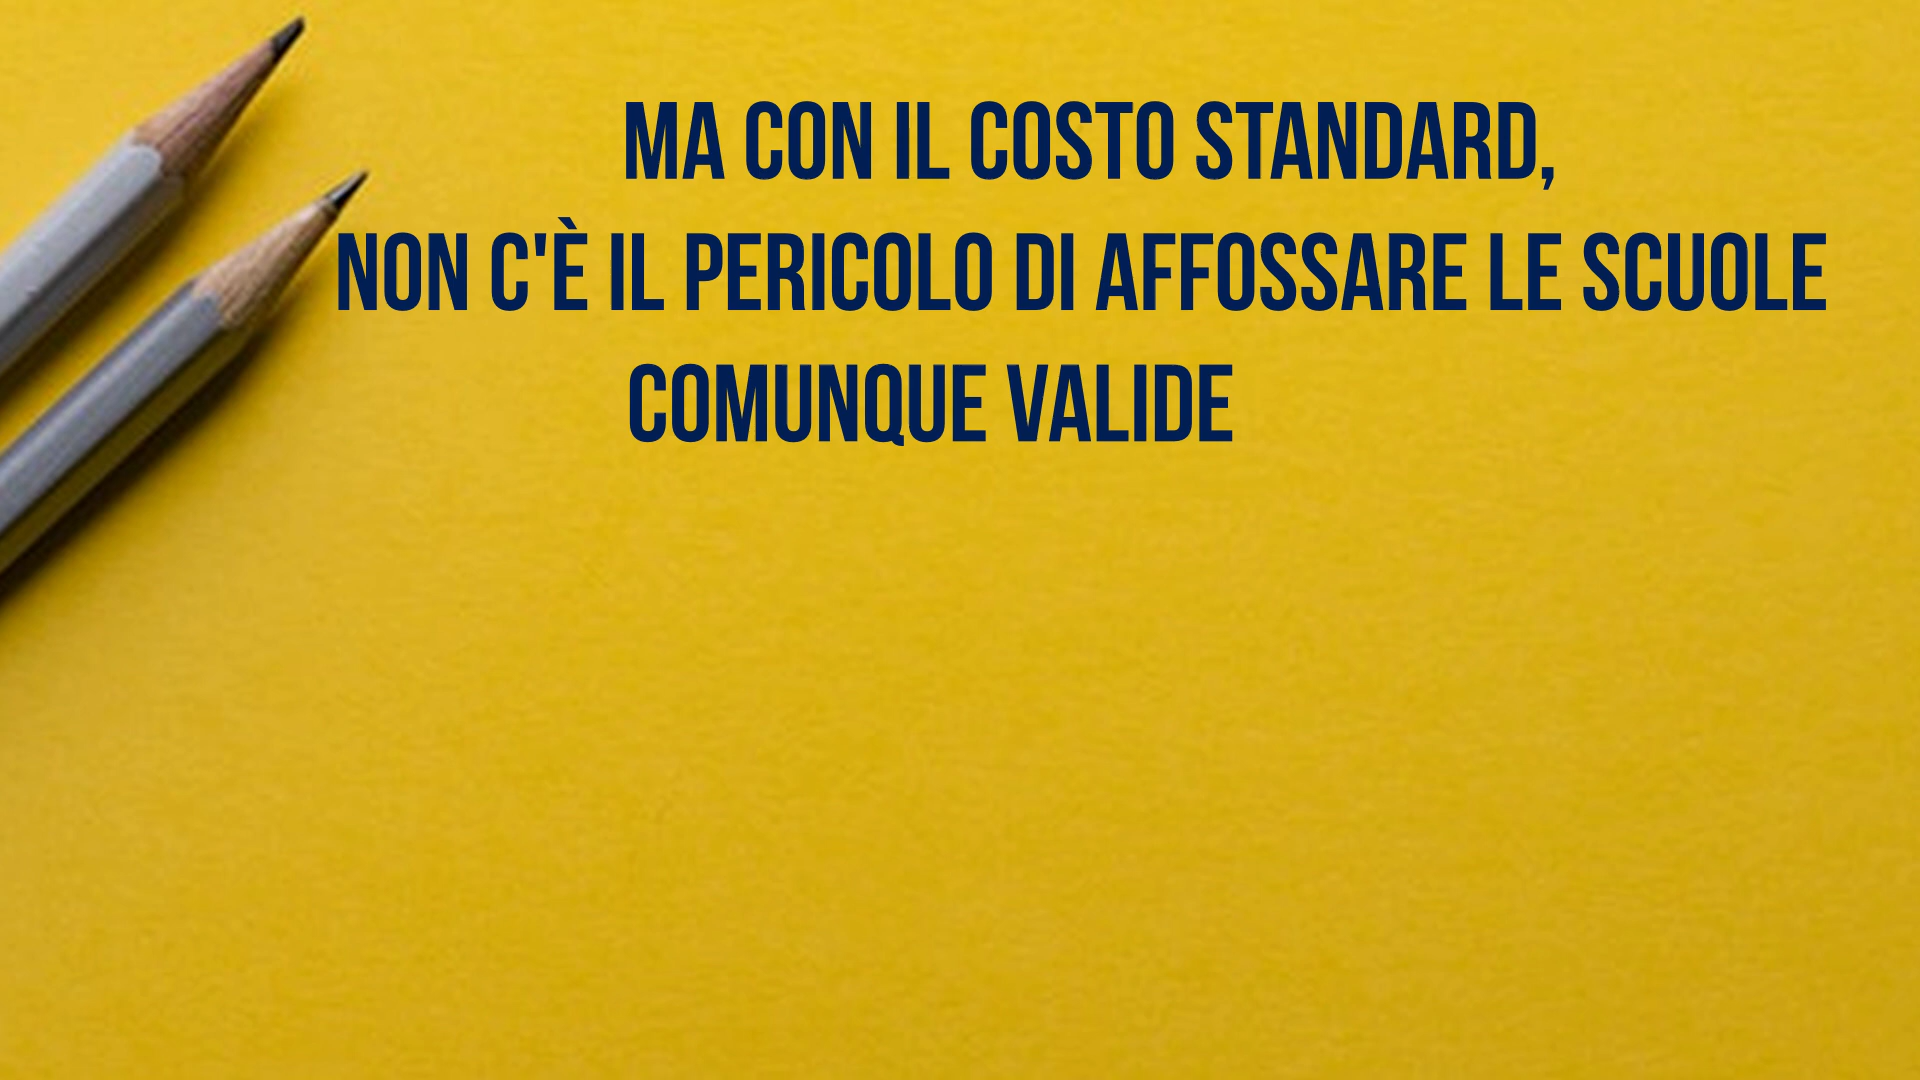 MA CON IL COSTO STANDARD,
NON C'È IL PERICOLO DI AFFOSSARE LE SCUOLE
COMUNQUE VALIDE